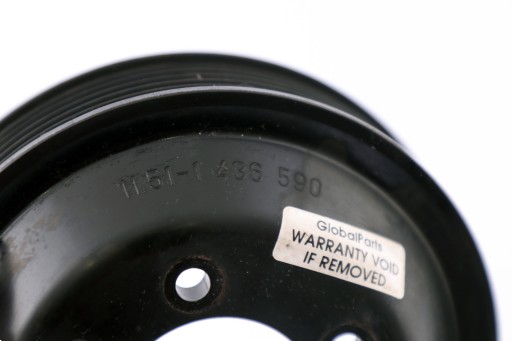 11.51-1 436 590
GlobalParts
WARRANTY VOID
IF REMOVED